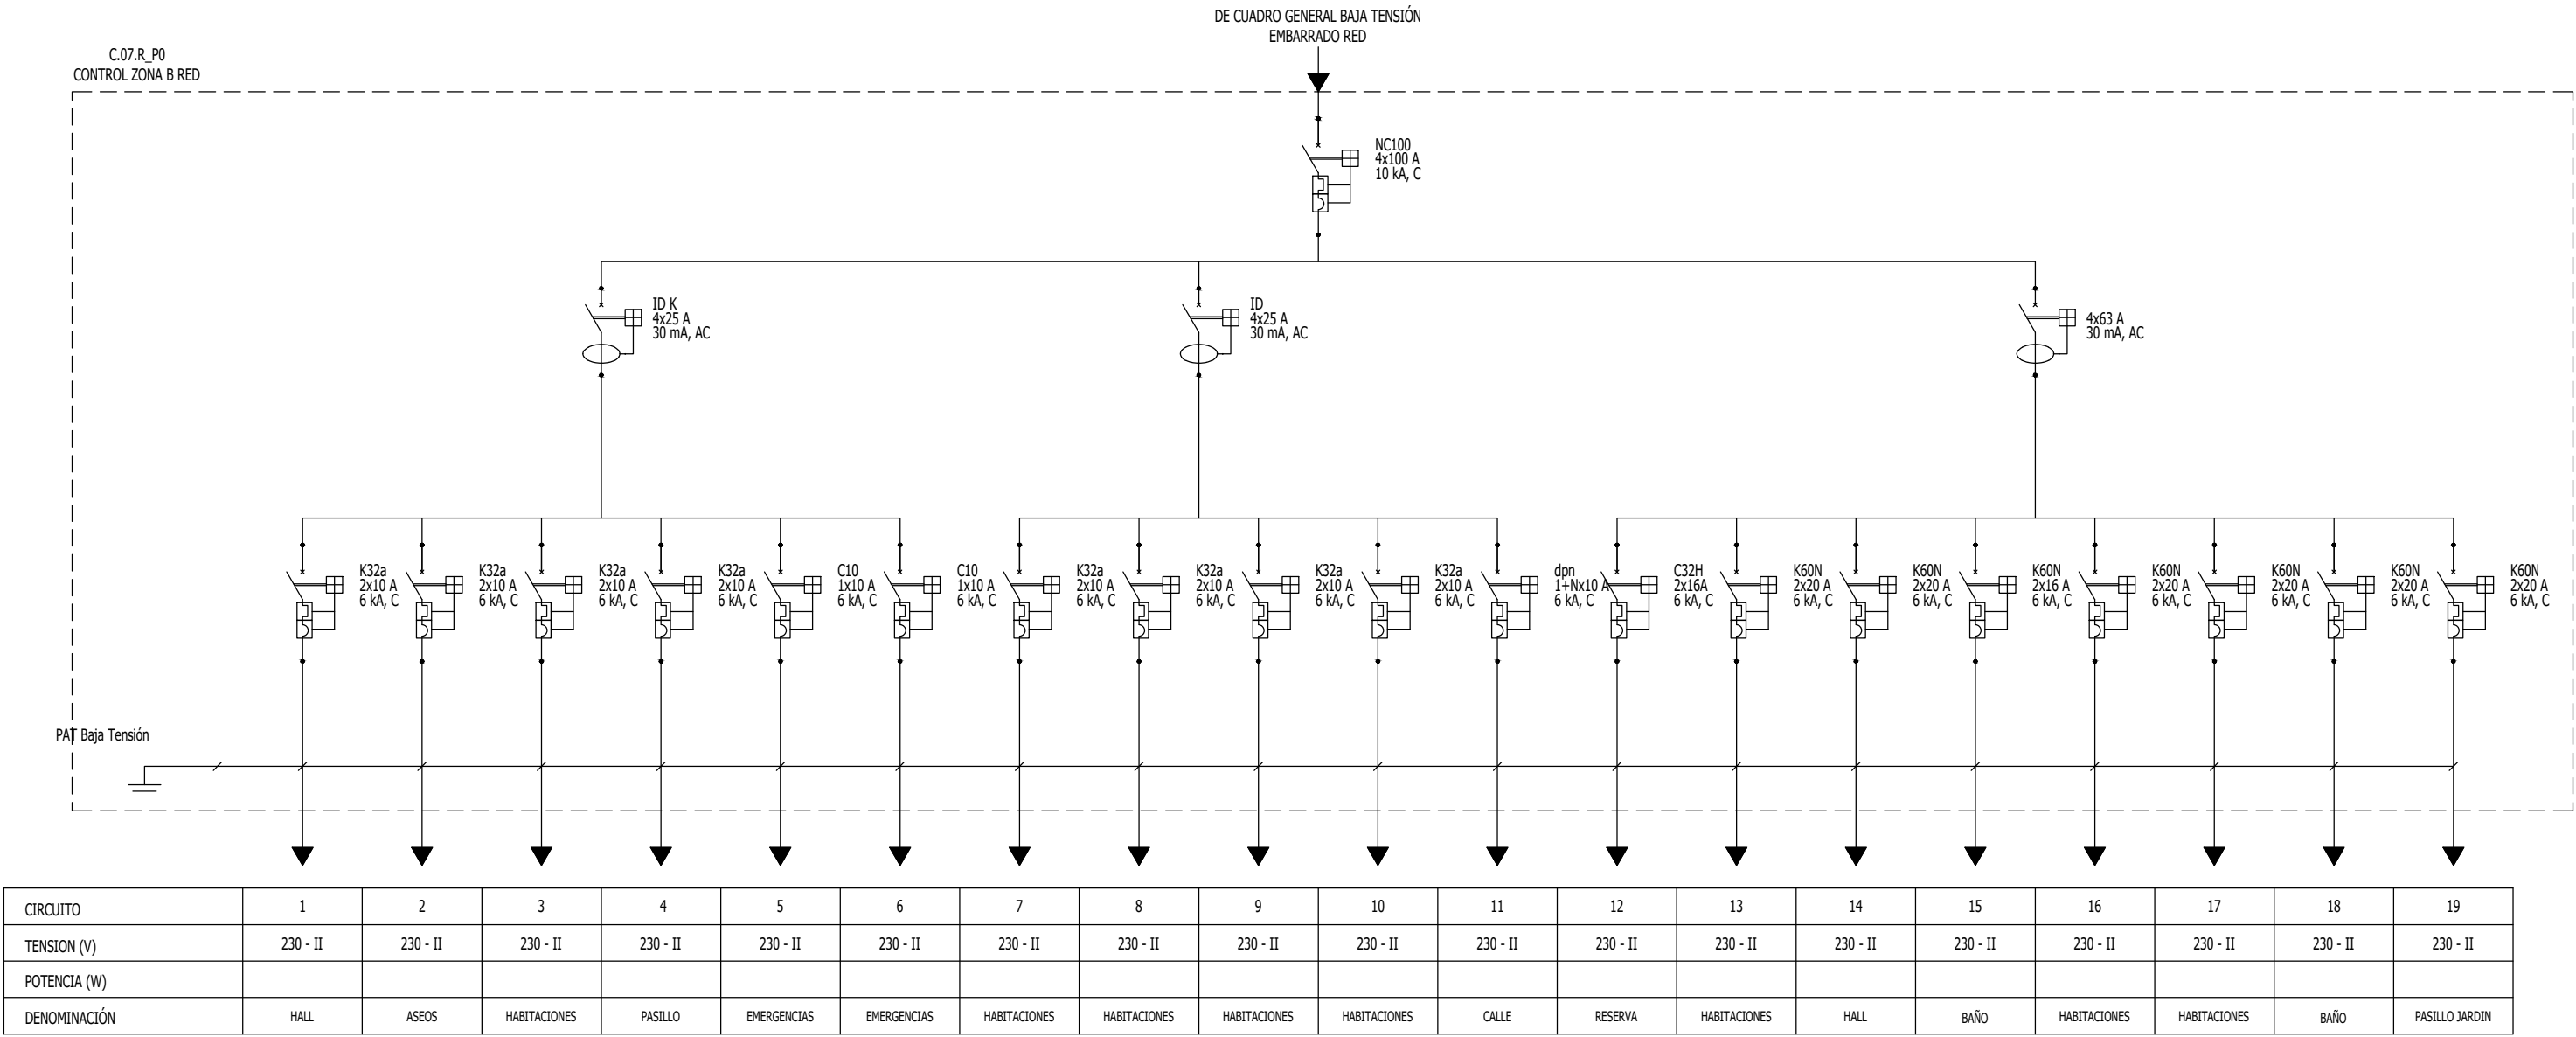 DE CUADRO GENERAL BAJA TENSIÓN
EMBARRADO RED
C.07.R_P0
CONTROL ZONA B RED
NC100
4x100 A
10 kA, C
ID K
4x25 A
30 mA, AC
ID
4x25 A
30 mA, AC
4x63 A
30 mA, AC
K32a
2x10 A
6 kA, C
K32a
2x10 A
6 kA, C
K32a
2x10 A
6 kA, C
K32a
2x10 A
6 kA, C
C10
1x10 A
6 kA, C
C10
1x10 A
6 kA, C
K32a
2x10 A
6 kA, C
K32a
2x10 A
6 kA, C
K32a
2x10 A
6 kA, C
K32a
2x10 A
6 kA, C
dpn
1+Nx10 A
6 kA, C
C32H
2x16A
6 kA, C
K60N
2x20 A
6 kA, C
K60N
2x20 A
6 kA, C
K60N
2x16 A
6 kA, C
K60N
2x20 A
6 kA, C
K60N
2x20 A
6 kA, C
K60N
2x20 A
6 kA, C
K60N
2x20 A
6 kA, C
PAT Baja Tensión
CIRCUITO 1 2 3 4 5 6 7 8 9 10 11 12 13 14 15 16 17 18 19
TENSION (V) 230 - II 230 - II 230 - II 230 - II 230 - II 230 - II 230 - II 230 - II 230 - II 230 - II 230 - II 230 - II 230 - II 230 - II 230 - II 230 - II 230 - II 230 - II 230 - II
POTENCIA (W)
DENOMINACIÓN HALL ASEOS HABITACIONES PASILLO EMERGENCIAS EMERGENCIAS HABITACIONES HABITACIONES HABITACIONES HABITACIONES CALLE RESERVA HABITACIONES HALL BAÑO HABITACIONES HABITACIONES BAÑO PASILLO JARDIN